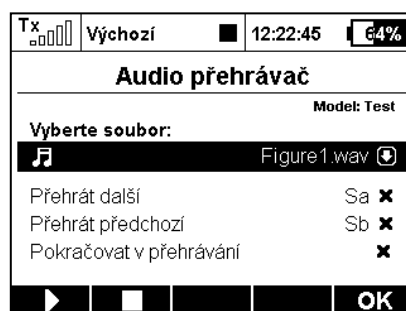 Tx Výchozí 12:22:45 64%
Audio přehrávač
Model: Test
Vyberte soubor:
Figure1.wav
Přehrát další Sa ✖
Přehrát předchozí Sb ✖
Pokračovat v přehrávání ✖
OK